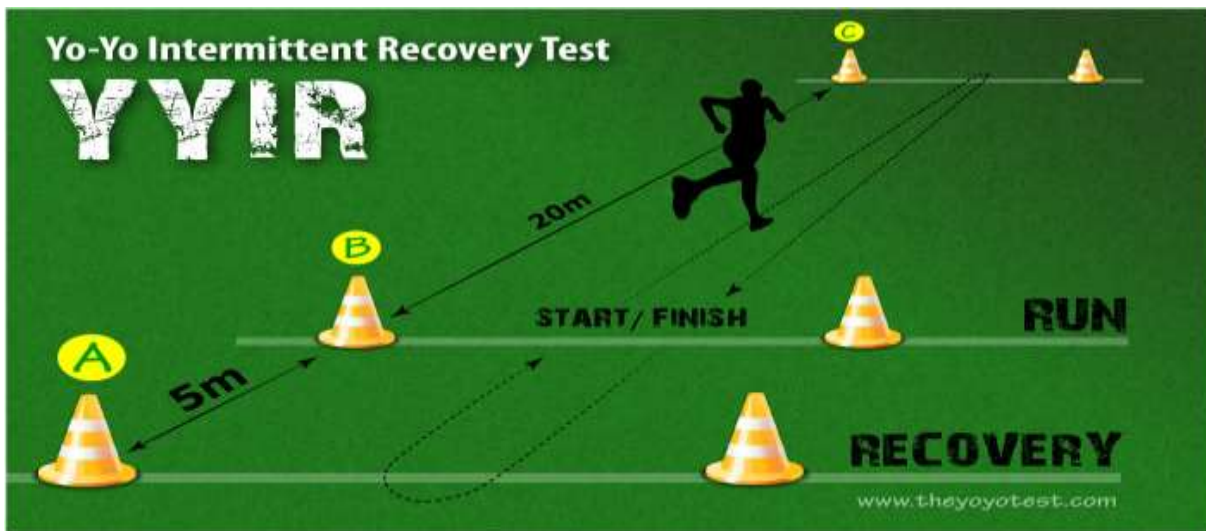 Yo-Yo Intermittent Recovery Test
YYIR
C
20m
B
START/ FINISH
RUN
A
5m
RECOVERY
www.theyoyotest.com